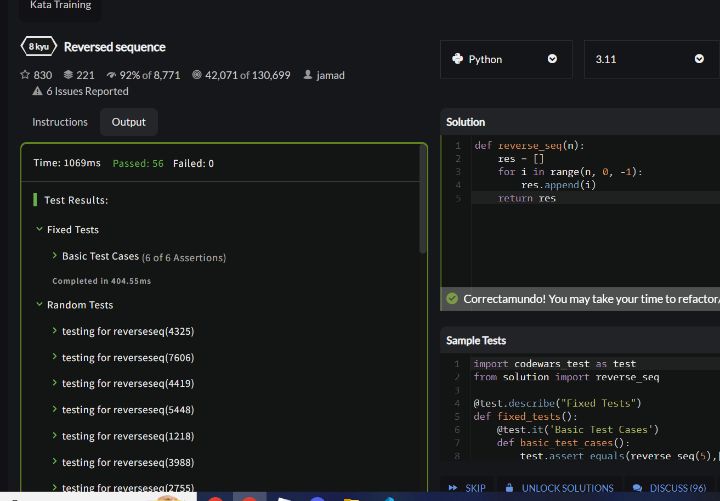 Kata Training
8 kyu Reversed sequence
830 221 92% of 8,771 42,071 of 130,699 jamad
6 Issues Reported
Instructions Output
Time: 1069ms Passed: 56 Failed: 0
Test Results:
Fixed Tests
Basic Test Cases (6 of 6 Assertions)
Completed in 404.55ms
Random Tests
testing for reverseseq(4325)
testing for reverseseq(7606)
testing for reverseseq(4419)
testing for reverseseq(5448)
testing for reverseseq(1218)
testing for reverseseq(3988)
testing for reverseseq(2755)
Python 3.11
Solution
1 def reverse_seq(n):
2 res = []
3 for i in range(n, 0, -1):
4 res.append(i)
5 return res
Correctamundo! You may take your time to refactor/
Sample Tests
1 import codewars_test as test
2 from solution import reverse_seq
3
4 @test.describe("Fixed Tests")
5 def fixed_tests():
6 @test.it('Basic Test Cases')
7 def basic_test_cases():
8 test.assert_equals(reverse_seq(5),[
SKIP UNLOCK SOLUTIONS DISCUSS (96)